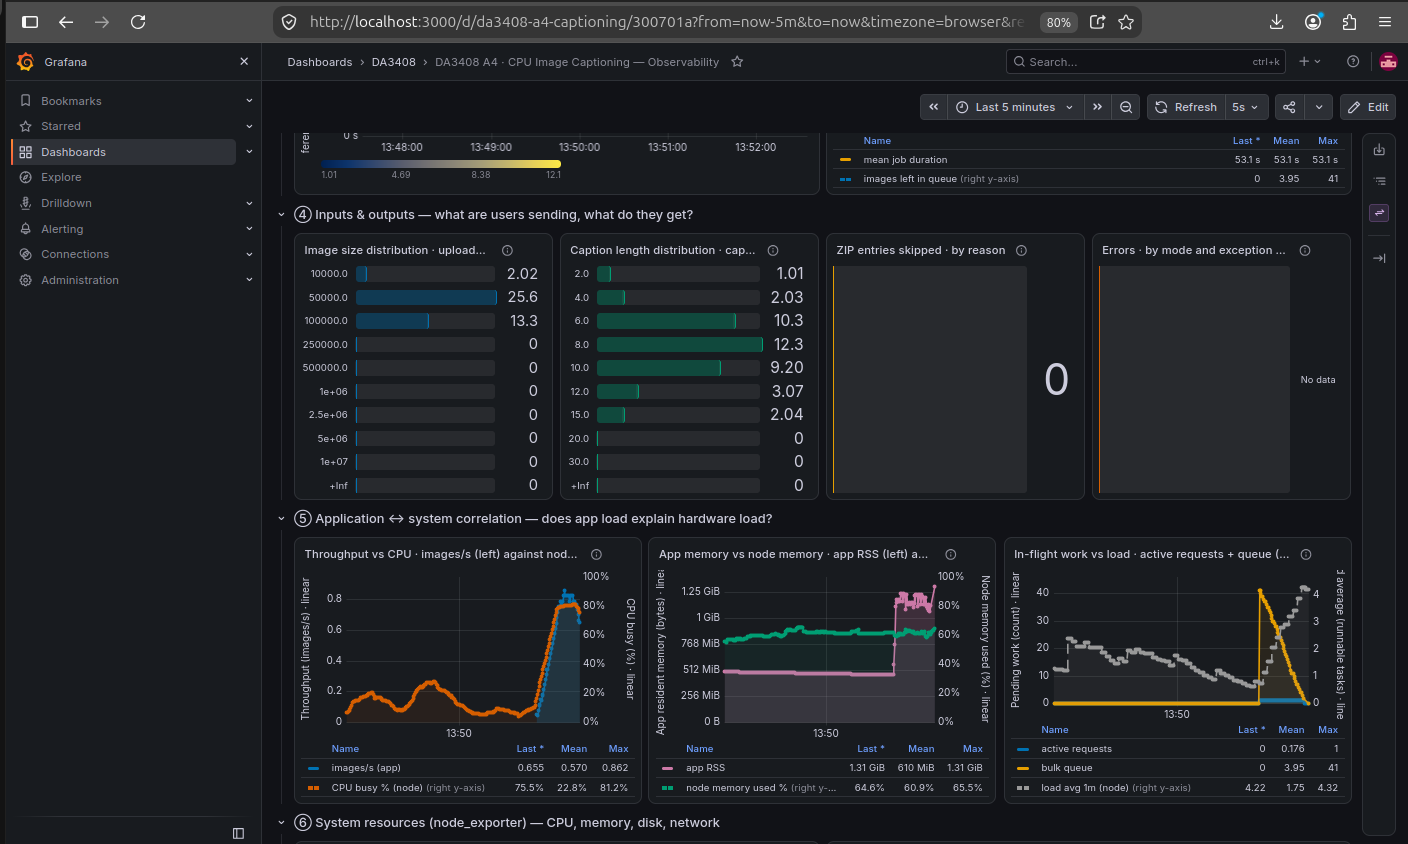 http://localhost:3000/d/da3408-a4-captioning/300701a?from=now-5m&to=now&timezone=browser&re
80%
Grafana
Dashboards › DA3408 › DA3408 A4 · CPU Image Captioning — Observability
Search...
ctrl+k
Bookmarks
Starred
Dashboards
Explore
Drilldown
Alerting
Connections
Administration
Last 5 minutes
Refresh
5s
Edit
feren
0 s
13:48:00 13:49:00 13:50:00 13:51:00 13:52:00
1.01 4.69 8.38 12.1
Name Last * Mean Max
mean job duration 53.1 s 53.1 s 53.1 s
images left in queue (right y-axis) 0 3.95 41
④ Inputs & outputs — what are users sending, what do they get?
Image size distribution · upload...
10000.0 2.02
50000.0 25.6
100000.0 13.3
250000.0 0
500000.0 0
1e+06 0
2.5e+06 0
5e+06 0
1e+07 0
+Inf 0
Caption length distribution · cap...
2.0 1.01
4.0 2.03
6.0 10.3
8.0 12.3
10.0 9.20
12.0 3.07
15.0 2.04
20.0 0
30.0 0
+Inf 0
ZIP entries skipped · by reason
0
Errors · by mode and exception ...
No data
⑤ Application ↔ system correlation — does app load explain hardware load?
Throughput vs CPU · images/s (left) against nod...
Throughput (images/s) · linear
0.8
0.6
0.4
0.2
0
100%
80%
60%
40%
20%
0%
CPU busy (%) · linear
13:50
Name Last * Mean Max
images/s (app) 0.655 0.570 0.862
CPU busy % (node) (right y-axis) 75.5% 22.8% 81.2%
App memory vs node memory · app RSS (left) a...
App resident memory (bytes) · linea
1.25 GiB
1 GiB
768 MiB
512 MiB
256 MiB
0 B
100%
80%
60%
40%
20%
0%
Node memory used (%) · linear
13:50
Name Last * Mean Max
app RSS 1.31 GiB 610 MiB 1.31 GiB
node memory used % (right y-... 64.6% 60.9% 65.5%
In-flight work vs load · active requests + queue (...
Pending work (count) · linear
40
30
20
10
0
4
3
2
1
0
d average (runnable tasks) · line
13:50
Name Last * Mean Max
active requests 0 0.176 1
bulk queue 0 3.95 41
load avg 1m (node) (right y-axis) 4.22 1.75 4.32
⑥ System resources (node_exporter) — CPU, memory, disk, network